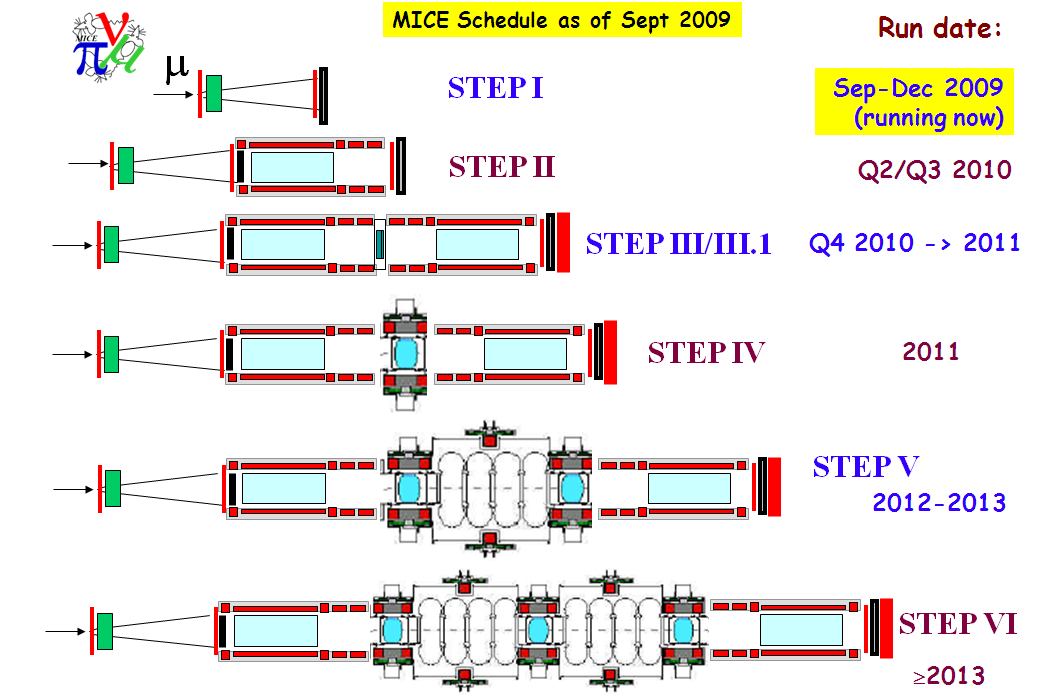 MICE Schedule as of Sept 2009
Run date:
MICE
ν
π μ
μ
STEP I
Sep-Dec 2009
(running now)
STEP II
Q2/Q3 2010
STEP III/III.1
Q4 2010 -> 2011
STEP IV
2011
STEP V
2012-2013
STEP VI
≥2013